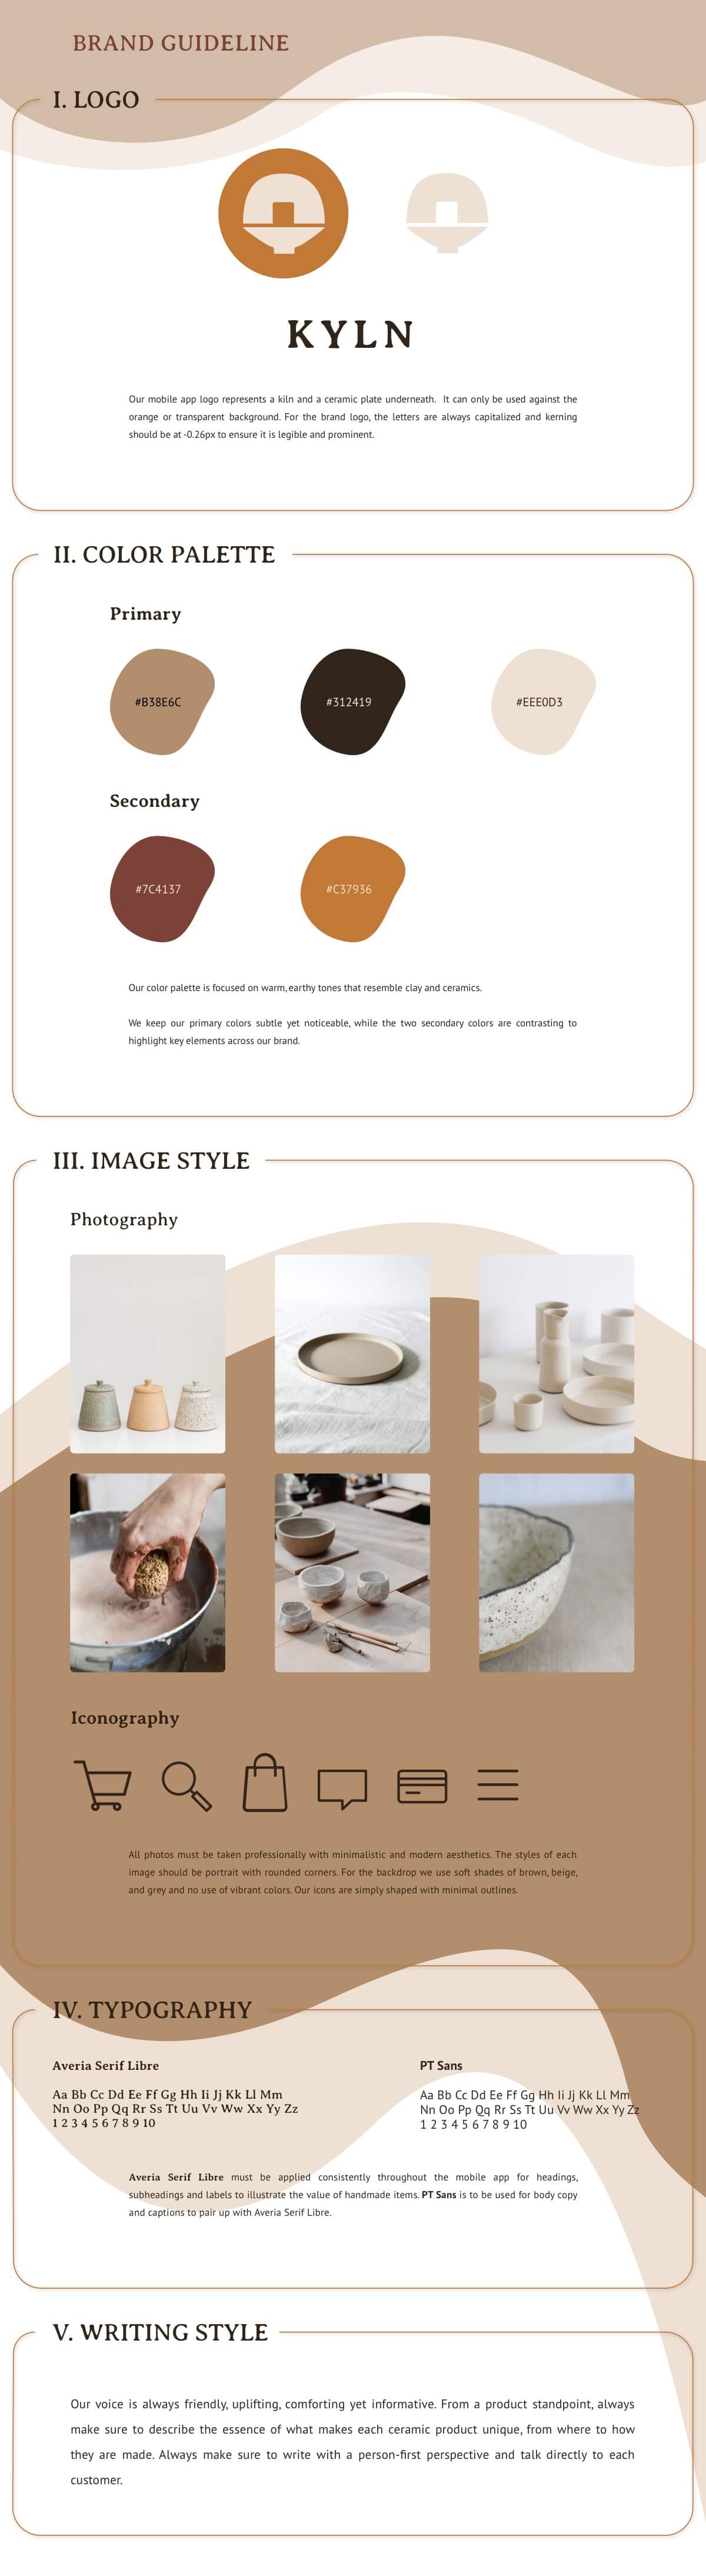 BRAND GUIDELINE
I. LOGO
KYLN
Our mobile app logo represents a kiln and a ceramic plate underneath. It can only be used against the
orange or transparent background. For the brand logo, the letters are always capitalized and kerning
should be at -0.26px to ensure it is legible and prominent.
II. COLOR PALETTE
Primary
#B38E6C
#312419
#EEE0D3
Secondary
#7C4137
#C37936
Our color palette is focused on warm, earthy tones that resemble clay and ceramics.
We keep our primary colors subtle yet noticeable, while the two secondary colors are contrasting to
highlight key elements across our brand.
III. IMAGE STYLE
Photography
Iconography
All photos must be taken professionally with minimalistic and modern aesthetics. The styles of each
image should be portrait with rounded corners. For the backdrop we use soft shades of brown, beige,
and grey and no use of vibrant colors. Our icons are simply shaped with minimal outlines.
IV. TYPOGRAPHY
Averia Serif Libre
Aa Bb Cc Dd Ee Ff Gg Hh Ii Jj Kk Ll Mm
Nn Oo Pp Qq Rr Ss Tt Uu Vv Ww Xx Yy Zz
1 2 3 4 5 6 7 8 9 10
PT Sans
Aa Bb Cc Dd Ee Ff Gg Hh Ii Jj Kk Ll Mm
Nn Oo Pp Qq Rr Ss Tt Uu Vv Ww Xx Yy Zz
1 2 3 4 5 6 7 8 9 10
Averia Serif Libre must be applied consistently throughout the mobile app for headings,
subheadings and labels to illustrate the value of handmade items. PT Sans is to be used for body copy
and captions to pair up with Averia Serif Libre.
V. WRITING STYLE
Our voice is always friendly, uplifting, comforting yet informative. From a product standpoint, always
make sure to describe the essence of what makes each ceramic product unique, from where to how
they are made. Always make sure to write with a person-first perspective and talk directly to each
customer.